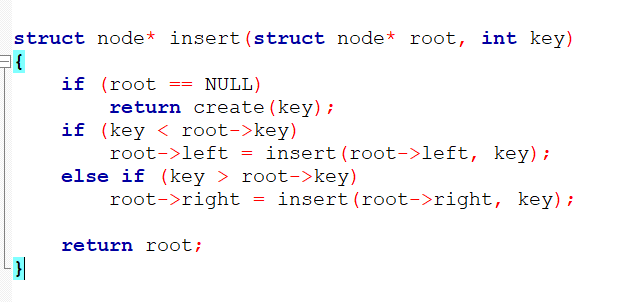 struct node* insert(struct node* root, int key)
{
    if (root == NULL)
        return create(key);
    if (key < root->key)
        root->left = insert(root->left, key);
    else if (key > root->key)
        root->right = insert(root->right, key);

    return root;
}